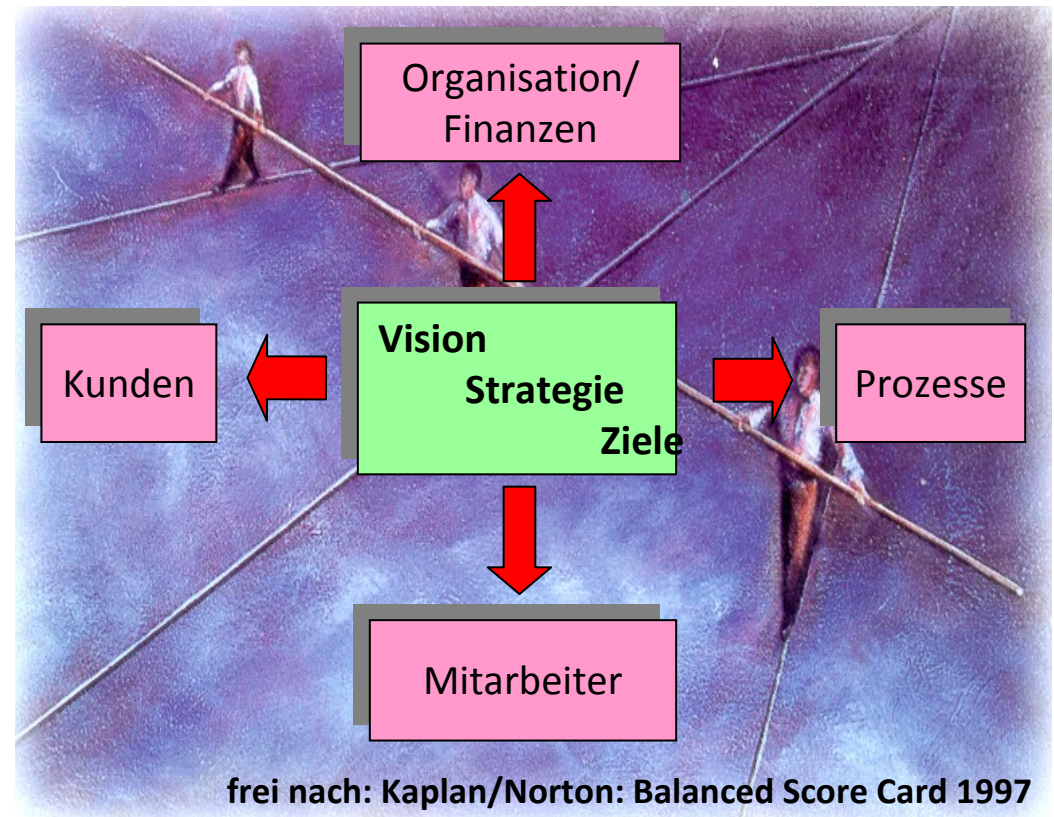 Organisation/
Finanzen
Vision
Strategie
Ziele
Kunden
Prozesse
Mitarbeiter
frei nach: Kaplan/Norton: Balanced Score Card 1997